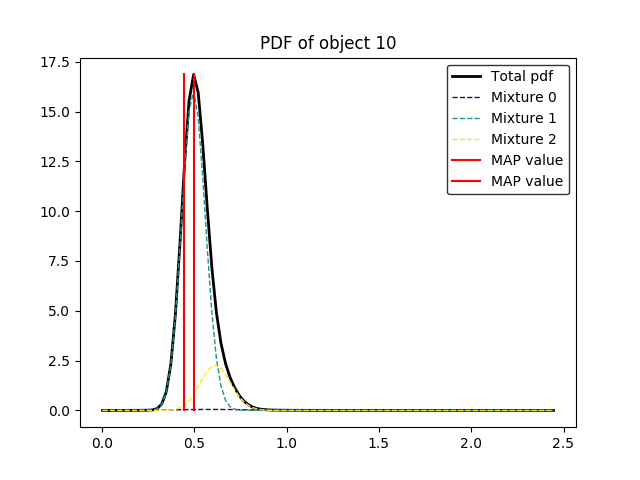 PDF of object 10
17.5
15.0
12.5
10.0
7.5
5.0
2.5
0.0
Total pdf
Mixture 0
Mixture 1
Mixture 2
MAP value
MAP value
0.0 0.5 1.0 1.5 2.0 2.5